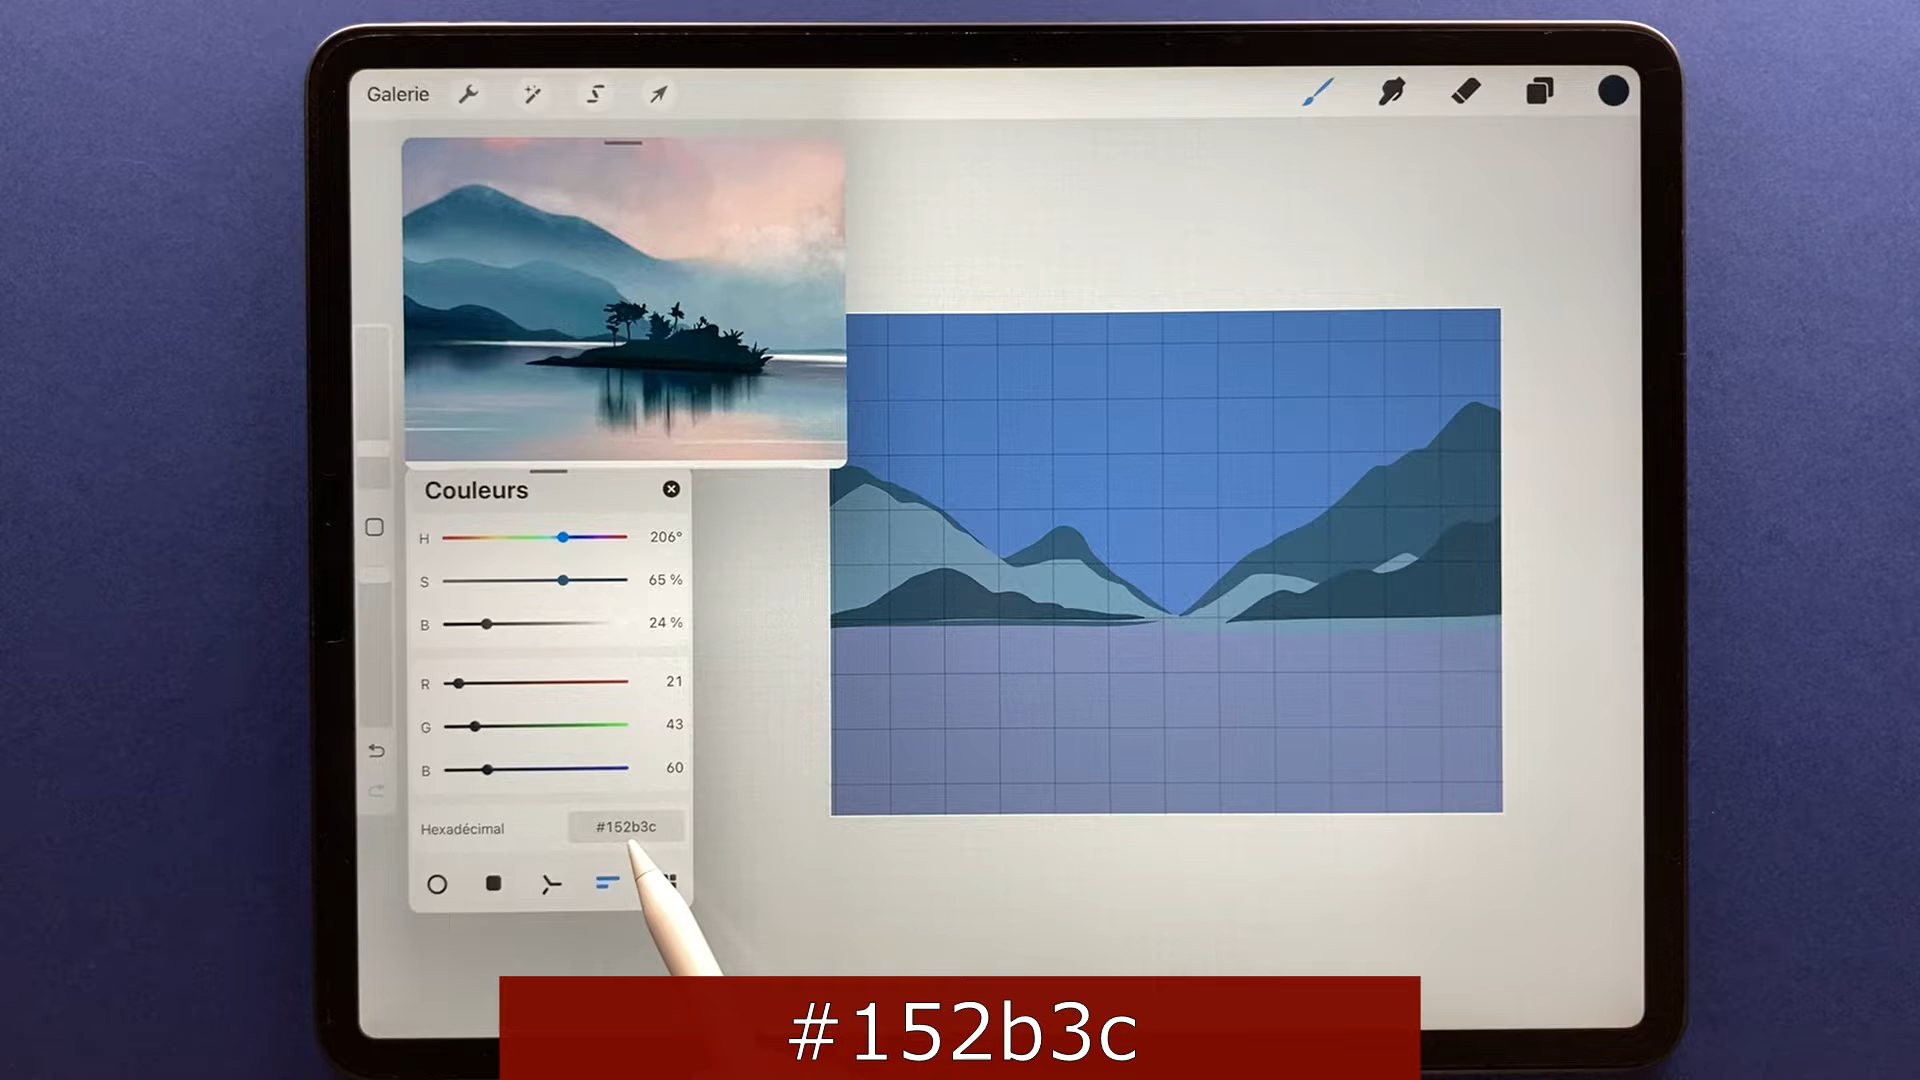 Galerie
Couleurs
H 206°
S 65 %
B 24 %
R 21
G 43
B 60
Hexadécimal #152b3c
#152b3c